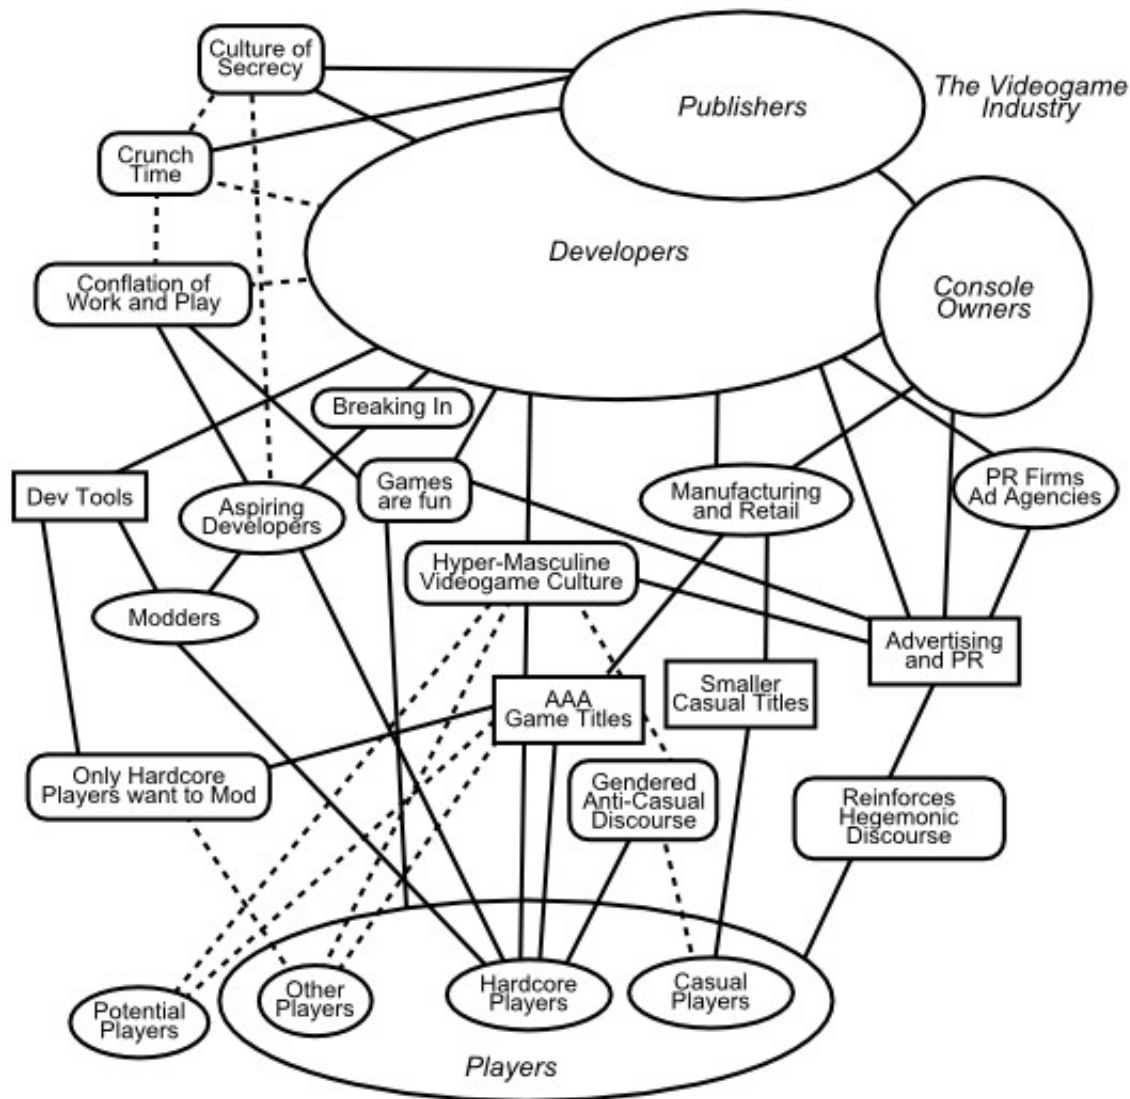 Culture of
Secrecy
Publishers
The Videogame
Industry
Crunch
Time
Developers
Conflation of
Work and Play
Console
Owners
Breaking In
Dev Tools
Aspiring
Developers
Games
are fun
Manufacturing
and Retail
PR Firms
Ad Agencies
Hyper-Masculine
Videogame Culture
Modders
Advertising
and PR
AAA
Game Titles
Smaller
Casual Titles
Only Hardcore
Players want to Mod
Gendered
Anti-Casual
Discourse
Reinforces
Hegemonic
Discourse
Potential
Players
Other
Players
Hardcore
Players
Casual
Players
Players